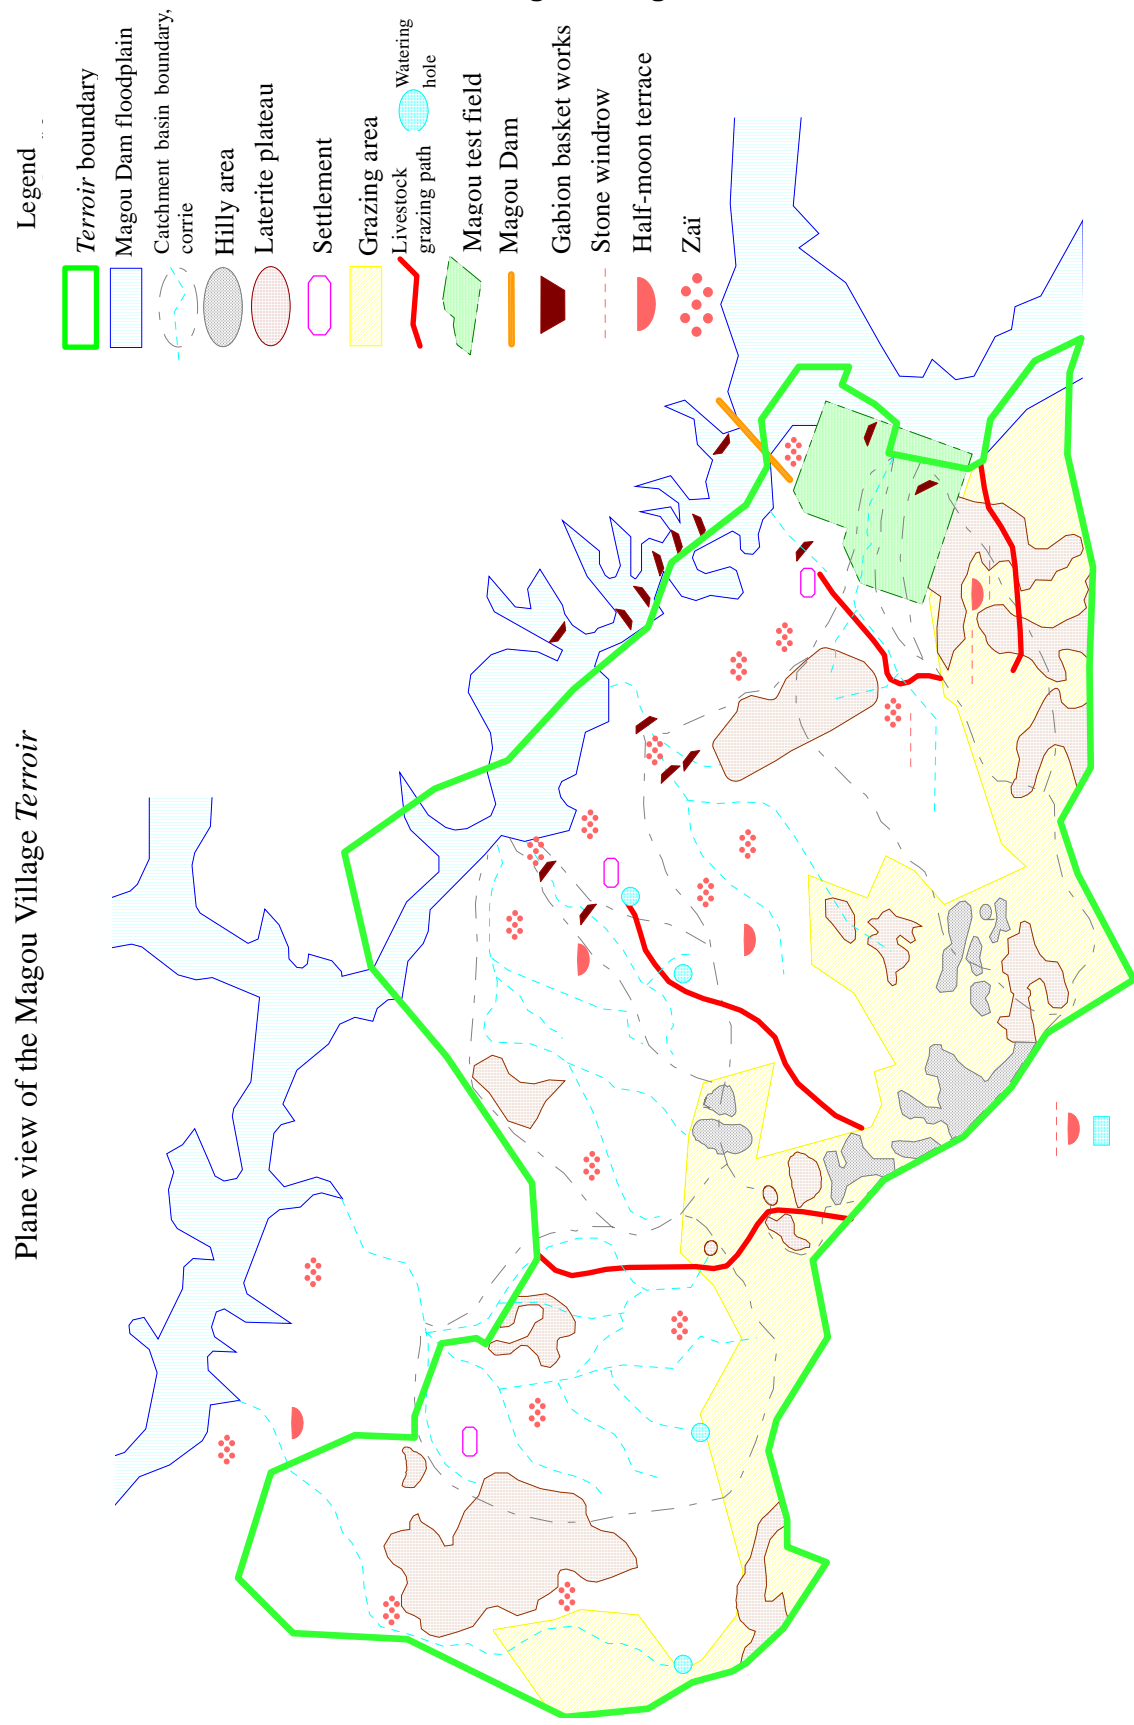 Plane view of the Magou Village Terroir
Legend
Terroir boundary
Magou Dam floodplain
Catchment basin boundary,
corrie
Hilly area
Laterite plateau
Settlement
Grazing area
Livestock
grazing path
Watering
hole
Magou test field
Magou Dam
Gabion basket works
Stone windrow
Half-moon terrace
Zaï